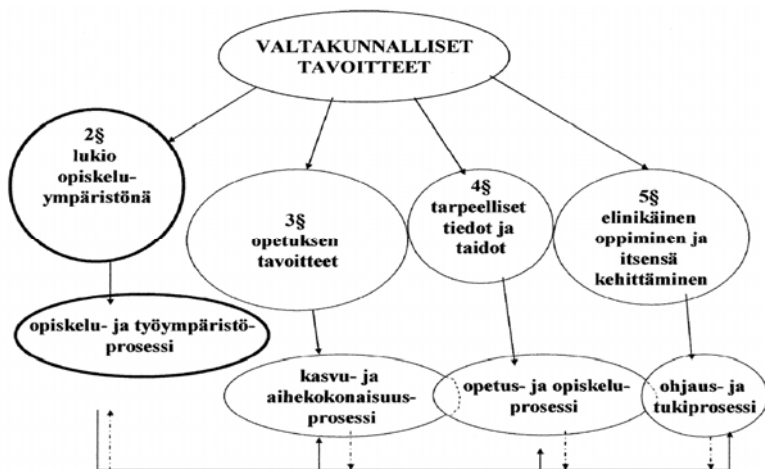 VALTAKUNNALLISET
TAVOITTEET
2§
lukio
opiskelu-
ympäristönä
3§
opetuksen
tavoitteet
4§
tarpeelliset
tiedot ja
taidot
5§
elinikäinen
oppiminen ja
itsensä
kehittäminen
opiskelu- ja työympäristö-
prosessi
kasvu- ja
aihekokonaisuus-
prosessi
opetus- ja opiskelu-
prosessi
ohjaus- ja
tukiprosessi